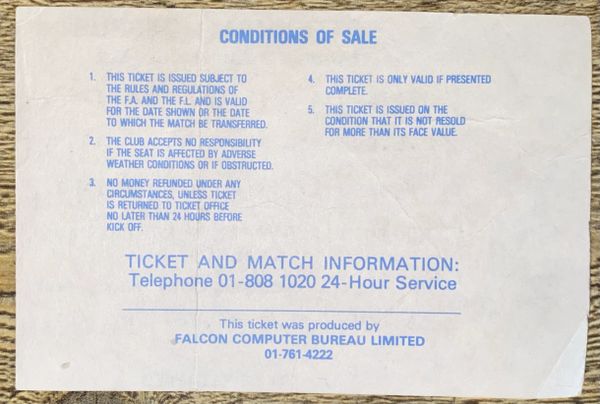 CONDITIONS OF SALE
1. THIS TICKET IS ISSUED SUBJECT TO
THE RULES AND REGULATIONS OF
THE F.A. AND THE F.L. AND IS VALID
FOR THE DATE SHOWN OR THE DATE
TO WHICH THE MATCH BE TRANSFERRED.
2. THE CLUB ACCEPTS NO RESPONSIBILITY
IF THE SEAT IS AFFECTED BY ADVERSE
WEATHER CONDITIONS OR IF OBSTRUCTED.
3. NO MONEY REFUNDED UNDER ANY
CIRCUMSTANCES, UNLESS TICKET
IS RETURNED TO TICKET OFFICE
NO LATER THAN 24 HOURS BEFORE
KICK OFF.
4. THIS TICKET IS ONLY VALID IF PRESENTED
COMPLETE.
5. THIS TICKET IS ISSUED ON THE
CONDITION THAT IT IS NOT RESOLD
FOR MORE THAN ITS FACE VALUE.
TICKET AND MATCH INFORMATION:
Telephone 01-808 1020 24-Hour Service
This ticket was produced by
FALCON COMPUTER BUREAU LIMITED
01-761-4222